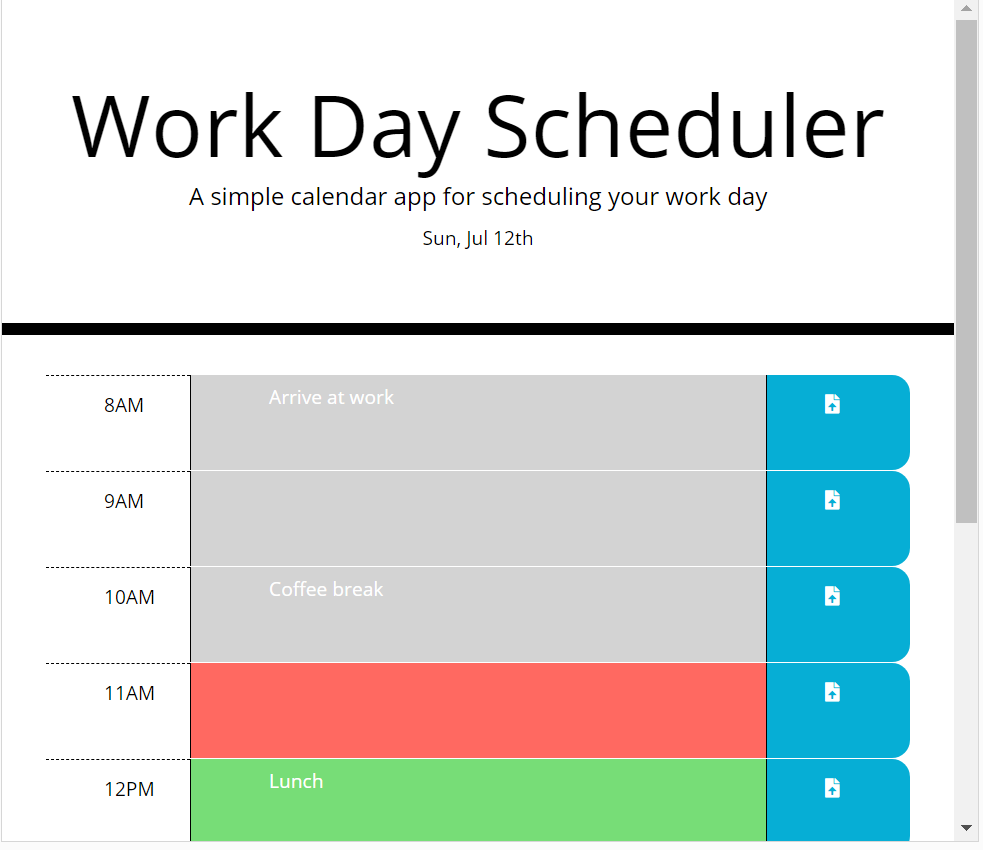 Work Day Scheduler
A simple calendar app for scheduling your work day
Sun, Jul 12th
8AM
Arrive at work
9AM
10AM
Coffee break
11AM
12PM
Lunch